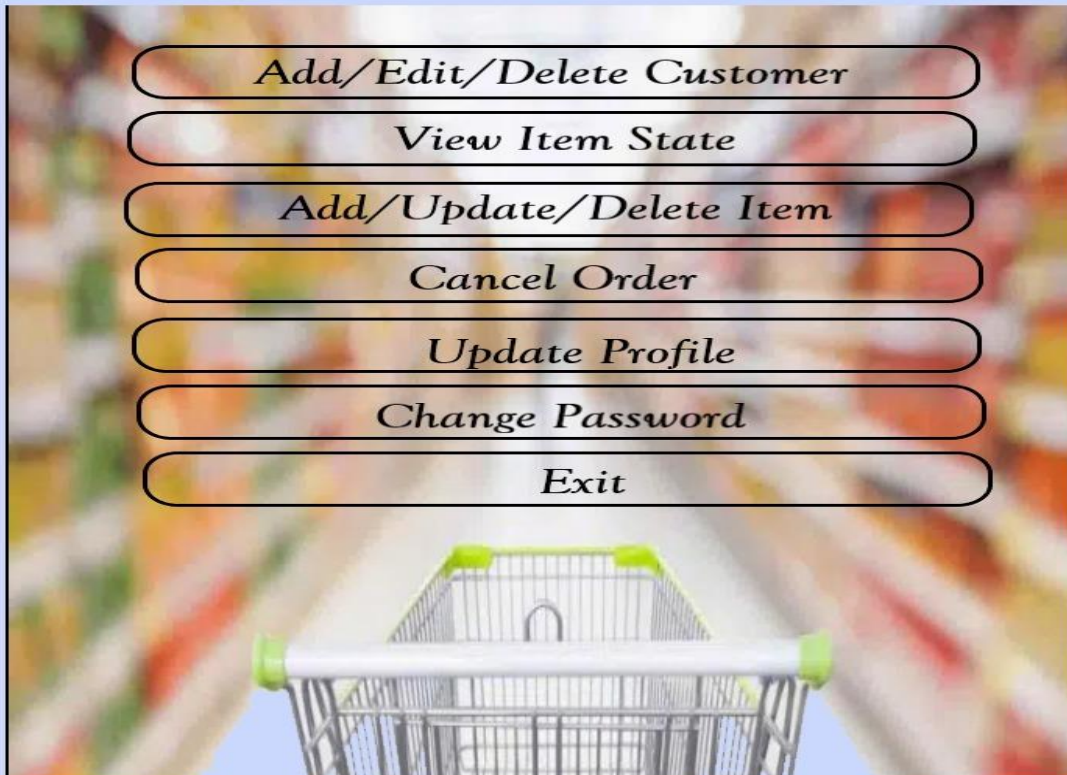 Add/Edit/Delete Customer
View Item State
Add/Update/Delete Item
Cancel Order
Update Profile
Change Password
Exit